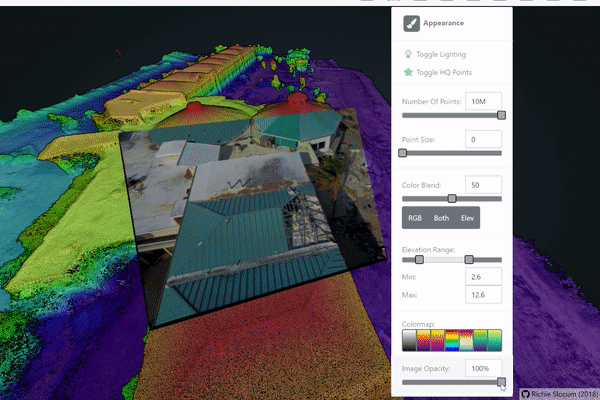 Appearance
Toggle Lighting
Toggle HQ Points
Number Of Points: 10M
Point Size: 0
Color Blend: 50
RGB Both Elev
Elevation Range:
Min: 2.6
Max: 12.6
Colormap:
Image Opacity: 100%
Richie Slocum (2018)